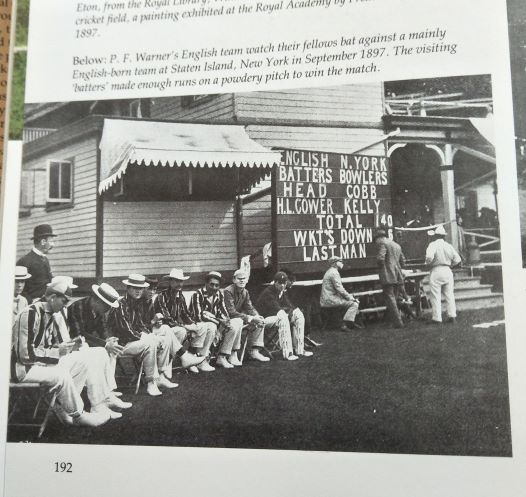 Eton, from the Royal Library,
cricket field, a painting exhibited at the Royal Academy by
1897.
Below: P. F. Warner's English team watch their fellows bat against a mainly
English-born team at Staten Island, New York in September 1897. The visiting
'batters' made enough runs on a powdery pitch to win the match.
ENGLISH N.YORK
BATTERS BOWLERS
HEAD COBB
H.L.GOWER KELLY
TOTAL 140
WKT'S DOWN
LAST MAN
192